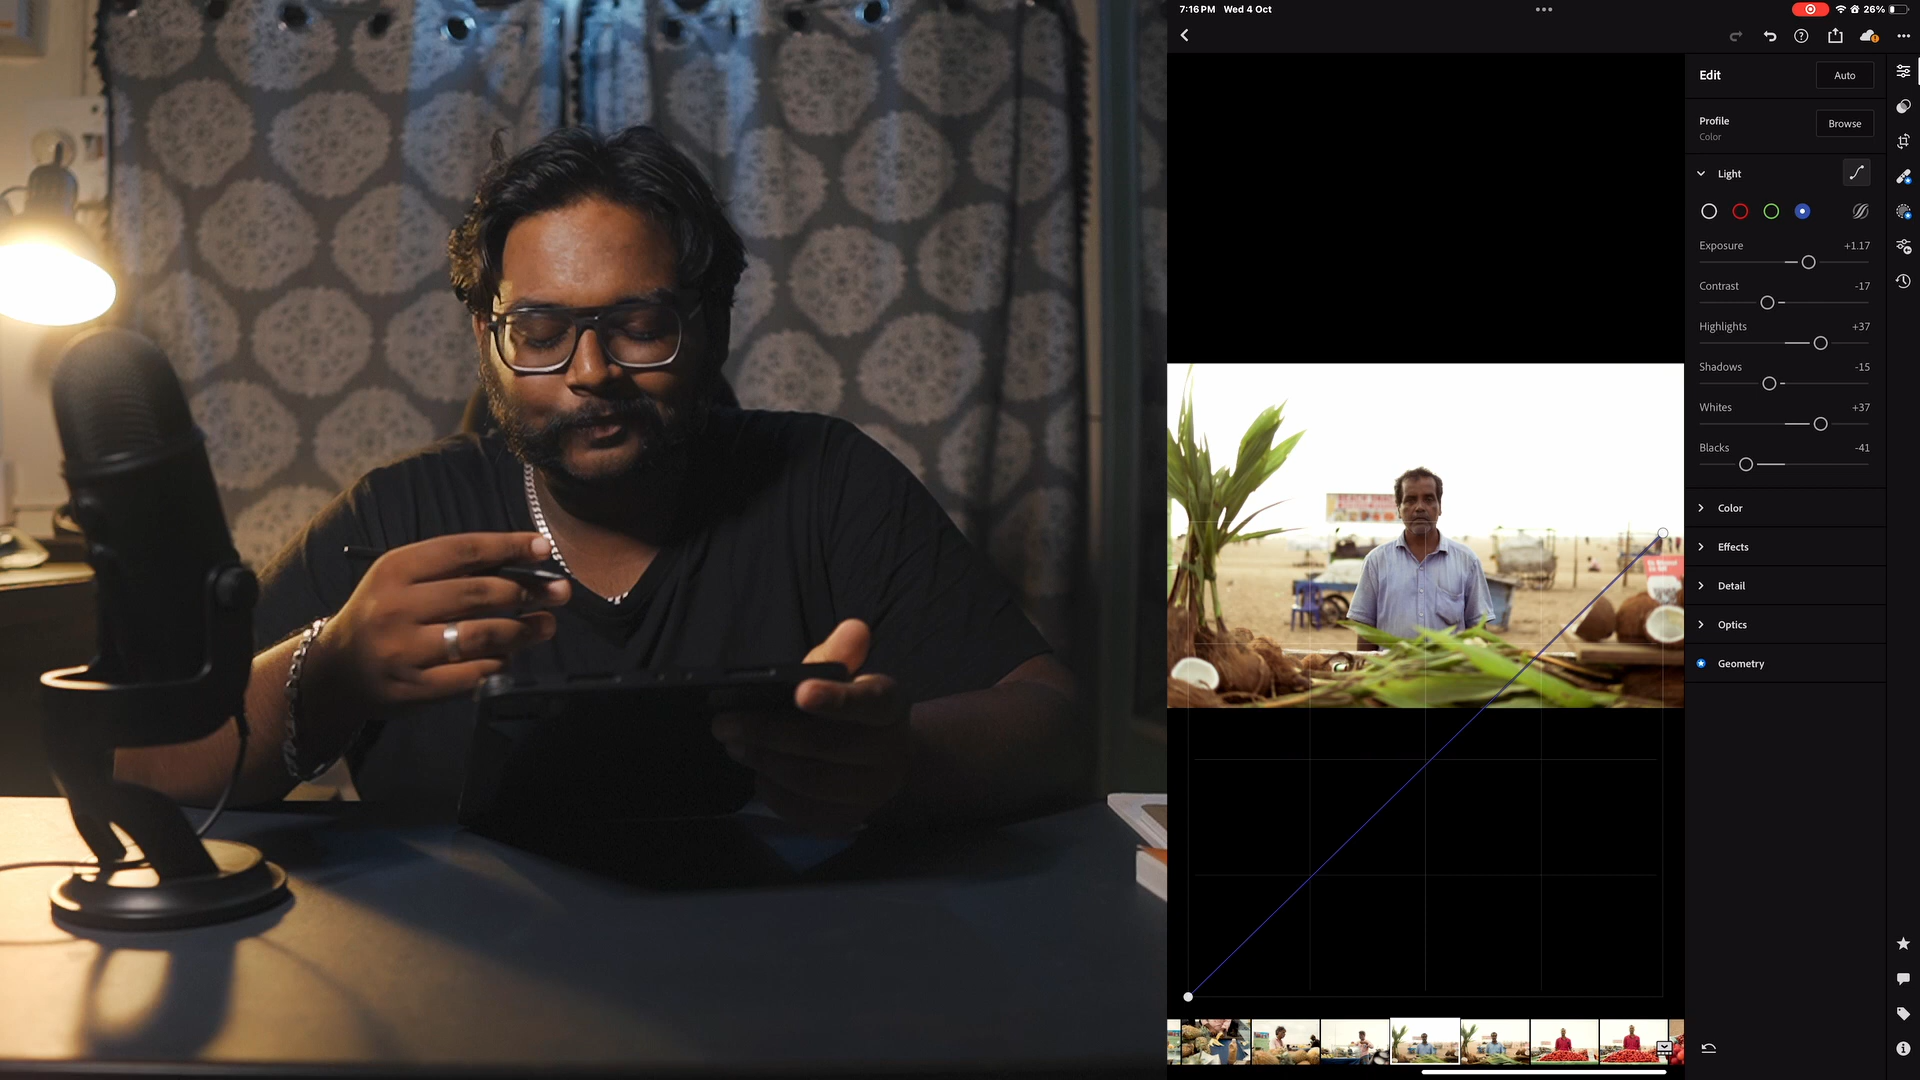 7:16 PM Wed 4 Oct
26%
Edit
Auto
Profile
Color
Browse
Light
Exposure +1.17
Contrast -17
Highlights +37
Shadows -15
Whites +37
Blacks -41
Color
Effects
Detail
Optics
Geometry